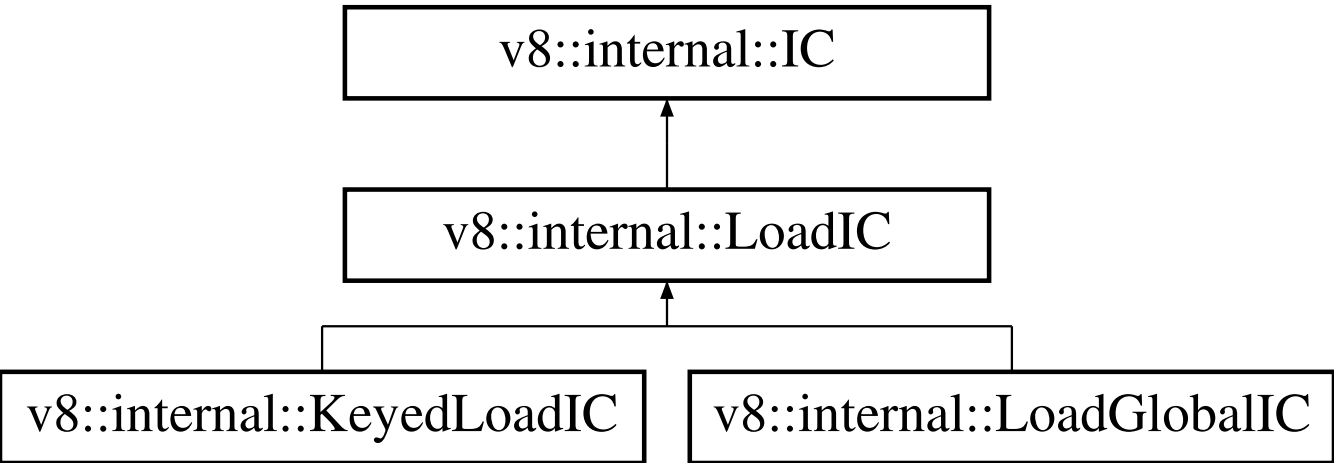 v8::internal::IC
v8::internal::LoadIC
v8::internal::KeyedLoadIC
v8::internal::LoadGlobalIC